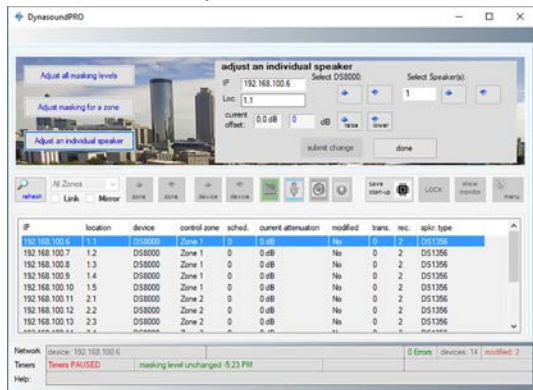 DynasoundPRO
Adjust all masking levels
Adjust masking for a zone
Adjust an individual speaker
adjust an individual speaker
IP 192.168.100.6 Select DS8000: Select Speaker(s):
Loc. 1.1 1
current offset: 0.0 dB 0 dB raise lower
submit change done
refresh All Zones zone zone device device save start-up LOCK show monitor menu
Link Mirror
IP location device control zone sched. current attenuation modified trans. rec. spkr. type
192.168.100.6 1.1 DS8000 Zone 1 0 0 dB No 0 2 DS1356
192.168.100.7 1.2 DS8000 Zone 1 0 0 dB No 0 2 DS1356
192.168.100.8 1.3 DS8000 Zone 1 0 0 dB No 0 2 DS1356
192.168.100.9 1.4 DS8000 Zone 1 0 0 dB No 0 2 DS1356
192.168.100.10 1.5 DS8000 Zone 1 0 0 dB No 0 2 DS1356
192.168.100.11 2.1 DS8000 Zone 2 0 0 dB No 0 2 DS1356
192.168.100.12 2.2 DS8000 Zone 2 0 0 dB No 0 2 DS1356
192.168.100.13 2.3 DS8000 Zone 2 0 0 dB No 0 2 DS1356
Network device: 192.168.100.6 0 Errors devices: 14 modified: 2
Timers Timers PAUSED masking level unchanged -5:23 PM
Help: